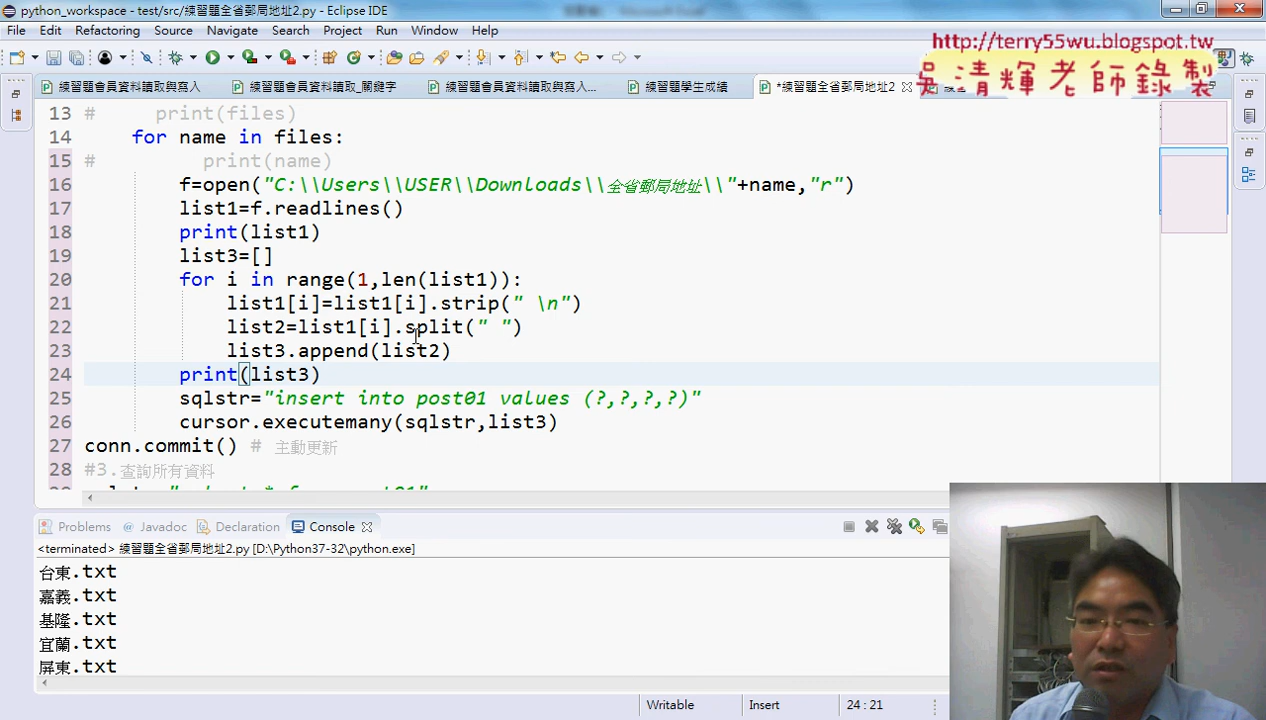 python_workspace - test/src/練習題全省郵局地址2.py - Eclipse IDE
File Edit Refactoring Source Navigate Search Project Run Window Help
http://terry55wu.blogspot.tw
吳清輝老師錄製
練習題會員資料讀取與寫入 練習題會員資料讀取_關鍵字 練習題會員資料讀取與寫入... 練習題學生成績 *練習題全省郵局地址2
13 # print(files)
14 for name in files:
15 # print(name)
16 f=open("C:\\Users\\USER\\Downloads\\全省郵局地址\\"+name,"r")
17 list1=f.readlines()
18 print(list1)
19 list3=[]
20 for i in range(1,len(list1)):
21 list1[i]=list1[i].strip(" \n")
22 list2=list1[i].split(" ")
23 list3.append(list2)
24 print(list3)
25 sqlstr="insert into post01 values (?,?,?,?)"
26 cursor.executemany(sqlstr,list3)
27 conn.commit() # 主動更新
28 #3.查詢所有資料
Problems Javadoc Declaration Console
<terminated> 練習題全省郵局地址2.py [D:\Python37-32\python.exe]
台東.txt
嘉義.txt
基隆.txt
宜蘭.txt
屏東.txt
Writable Insert 24 : 21